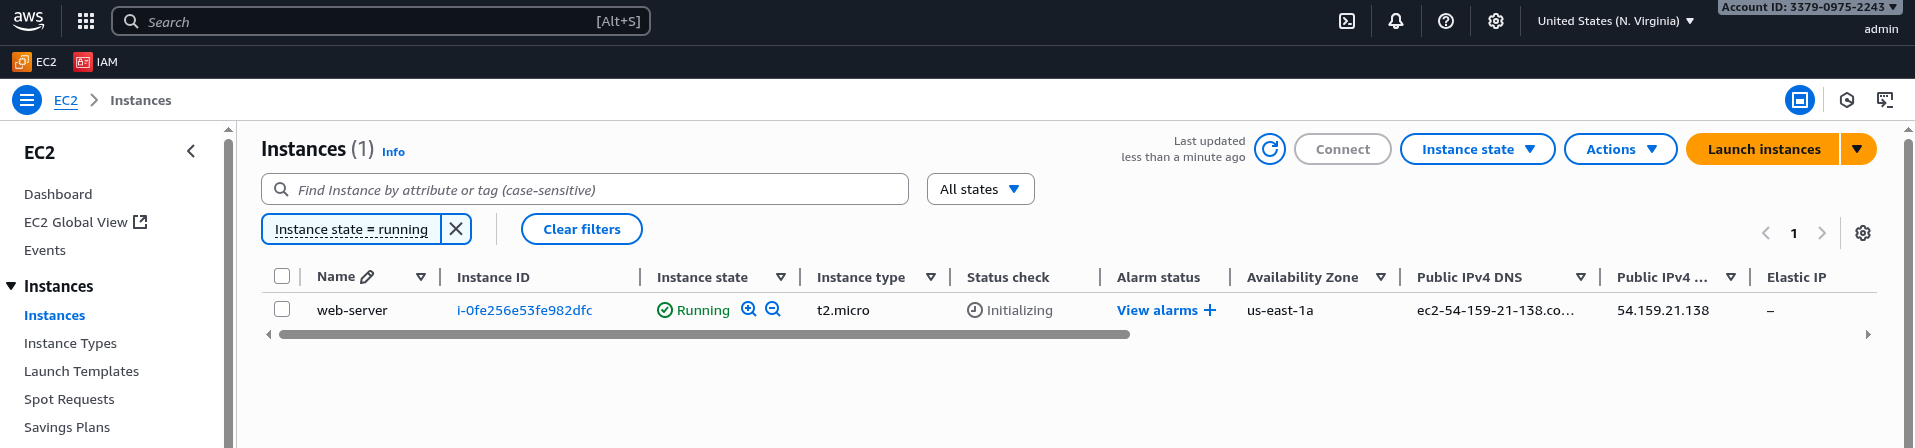 aws
Search [Alt+S]
United States (N. Virginia)
Account ID: 3379-0975-2243
admin
EC2 IAM
EC2 Instances
EC2
Dashboard
EC2 Global View
Events
Instances
Instances
Instance Types
Launch Templates
Spot Requests
Savings Plans
Instances (1) Info
Last updated
less than a minute ago
Connect Instance state Actions Launch instances
Find Instance by attribute or tag (case-sensitive) All states
Instance state = running Clear filters
1
Name Instance ID Instance state Instance type Status check Alarm status Availability Zone Public IPv4 DNS Public IPv4 ... Elastic IP
web-server i-0fe256e53fe982dfc Running t2.micro Initializing View alarms + us-east-1a ec2-54-159-21-138.co... 54.159.21.138 –